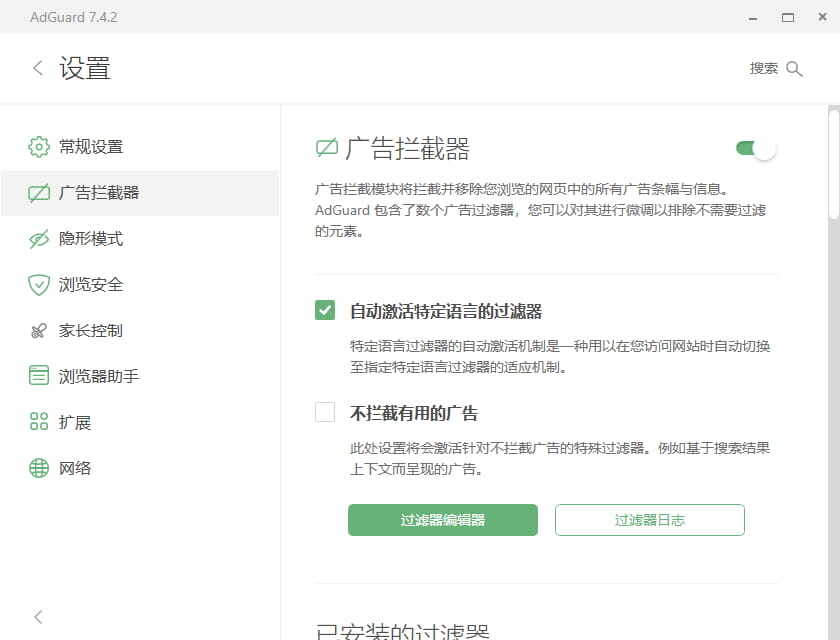 AdGuard 7.4.2
设置
搜索
常规设置
广告拦截器
隐形模式
浏览安全
家长控制
浏览器助手
扩展
网络
广告拦截器
广告拦截模块将拦截并移除您浏览的网页中的所有广告条幅与信息。
AdGuard 包含了数个广告过滤器，您可以对其进行微调以排除不需要过滤
的元素。
自动激活特定语言的过滤器
特定语言过滤器的自动激活机制是一种用以在您访问网站时自动切换
至指定特定语言过滤器的适应机制。
不拦截有用的广告
此处设置将会激活针对不拦截广告的特殊过滤器。例如基于搜索结果
上下文而呈现的广告。
过滤器编辑器
过滤器日志
已安装的过滤器